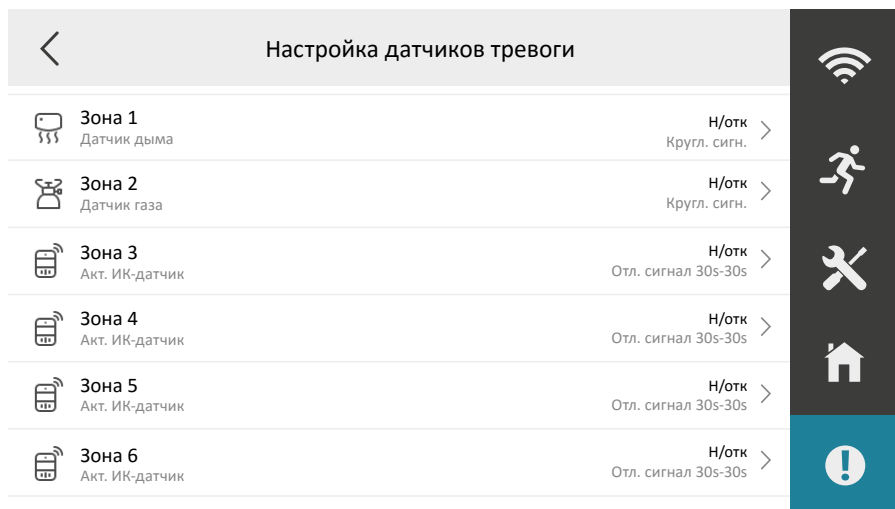 Настройка датчиков тревоги
Зона 1
Н/отк
Датчик дыма
Кругл. сигн.
Зона 2
Н/отк
Датчик газа
Кругл. сигн.
Зона 3
Н/отк
Акт. ИК-датчик
Отл. сигнал 30s-30s
Зона 4
Н/отк
Акт. ИК-датчик
Отл. сигнал 30s-30s
Зона 5
Н/отк
Акт. ИК-датчик
Отл. сигнал 30s-30s
Зона 6
Н/отк
Акт. ИК-датчик
Отл. сигнал 30s-30s